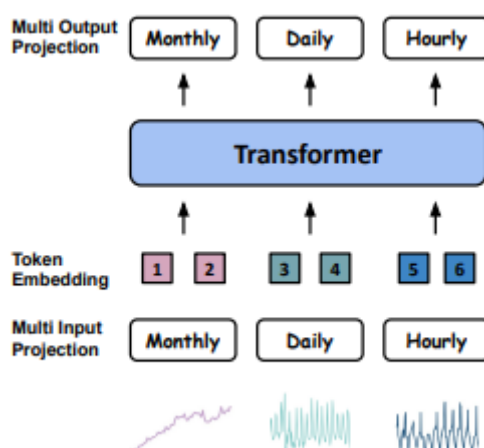 Multi Output
Projection
Monthly Daily Hourly
Transformer
Token
Embedding
1 2 3 4 5 6
Multi Input
Projection
Monthly Daily Hourly